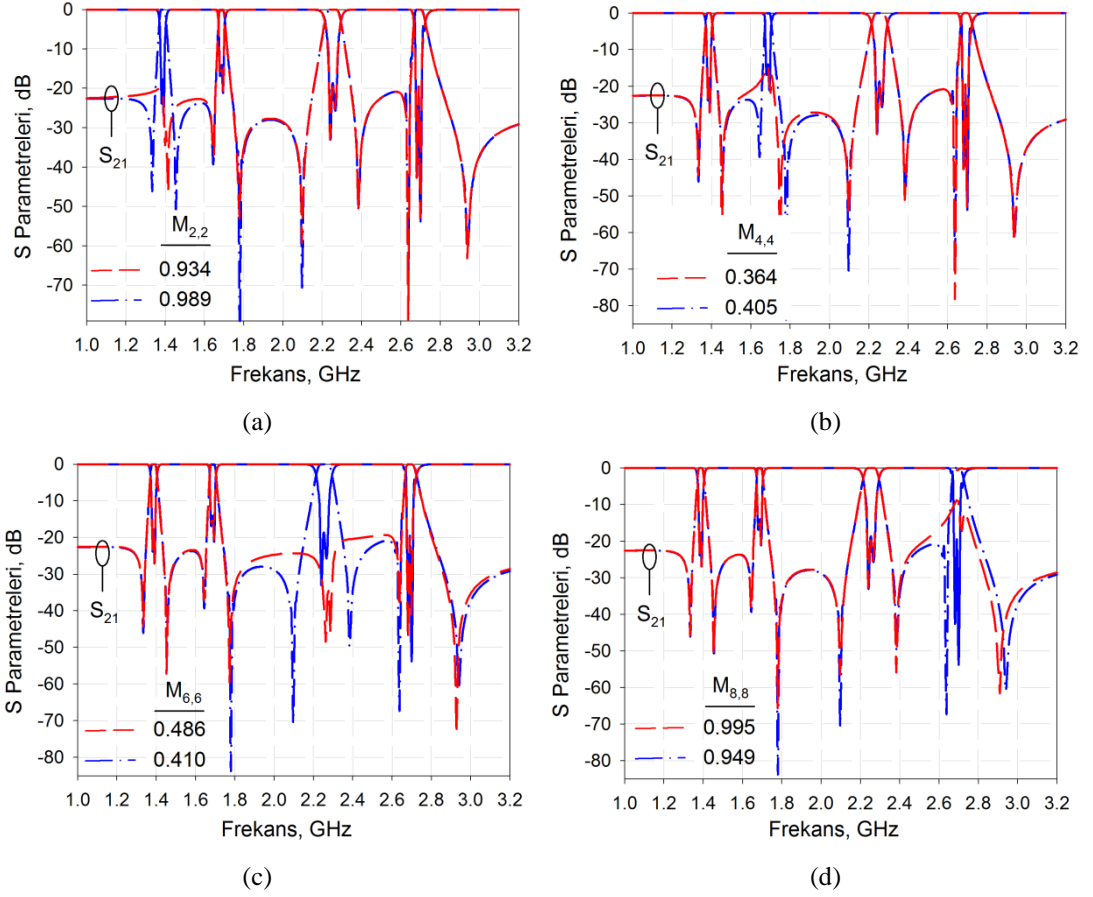 0
-10
-20
-30
-40
-50
-60
-70
S Parametreleri, dB
S21
M2,2
0.934
0.989
1.0 1.2 1.4 1.6 1.8 2.0 2.2 2.4 2.6 2.8 3.0 3.2
Frekans, GHz
(a)
0
-10
-20
-30
-40
-50
-60
-70
-80
S Parametreleri, dB
S21
M4,4
0.364
0.405
1.0 1.2 1.4 1.6 1.8 2.0 2.2 2.4 2.6 2.8 3.0 3.2
Frekans, GHz
(b)
0
-10
-20
-30
-40
-50
-60
-70
-80
S Parametreleri, dB
S21
M6,6
0.486
0.410
1.0 1.2 1.4 1.6 1.8 2.0 2.2 2.4 2.6 2.8 3.0 3.2
Frekans, GHz
(c)
0
-10
-20
-30
-40
-50
-60
-70
-80
S Parametreleri, dB
S21
M8,8
0.995
0.949
1.0 1.2 1.4 1.6 1.8 2.0 2.2 2.4 2.6 2.8 3.0 3.2
Frekans, GHz
(d)